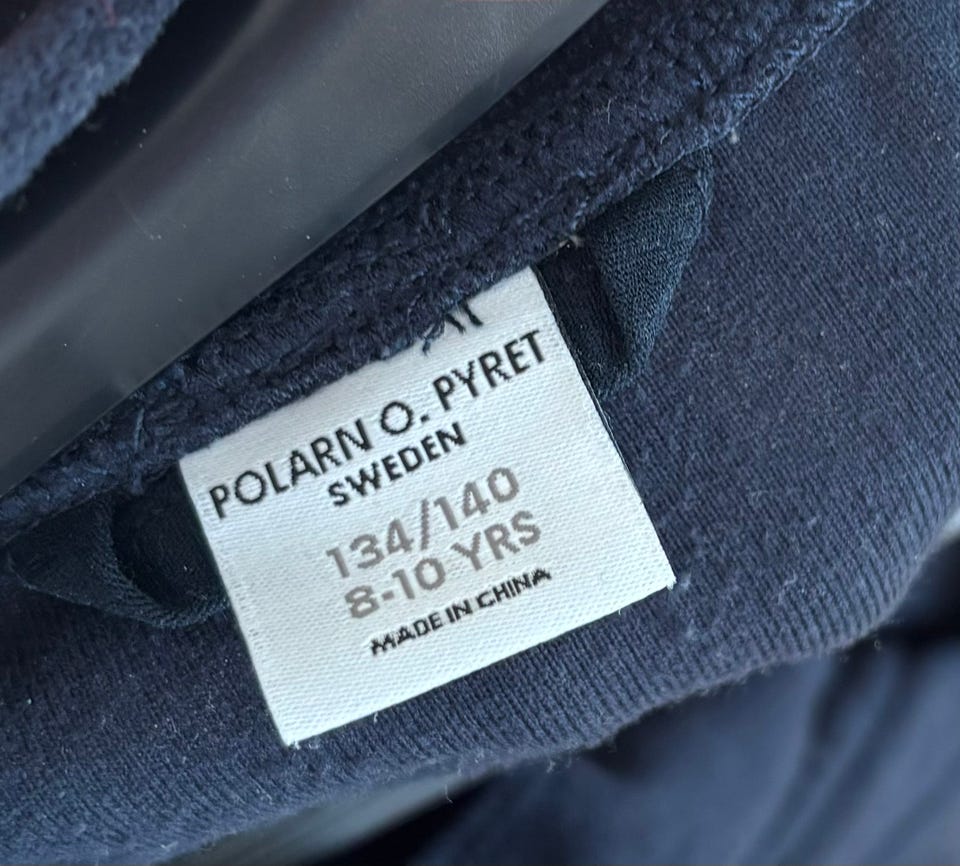 POLARN O. PYRET
SWEDEN
134/140
8-10 YRS
MADE IN CHINA